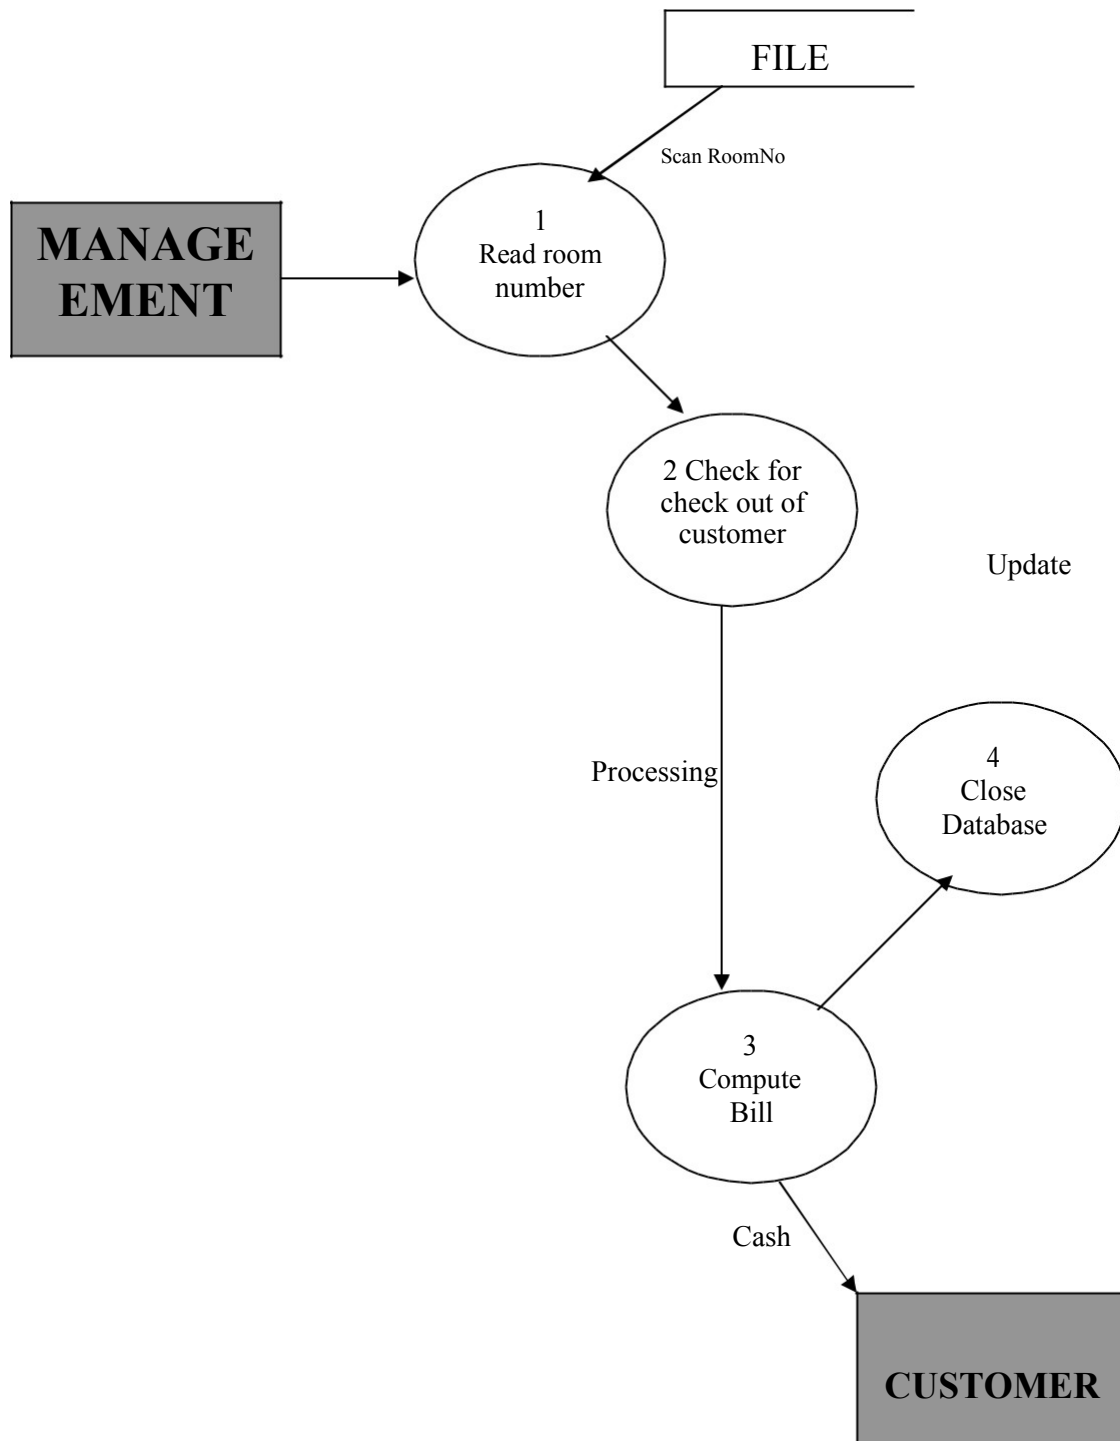 FILE
Scan RoomNo
MANAGE
EMENT
1
Read room
number
2 Check for
check out of
customer
Update
Processing
4
Close
Database
3
Compute
Bill
Cash
CUSTOMER